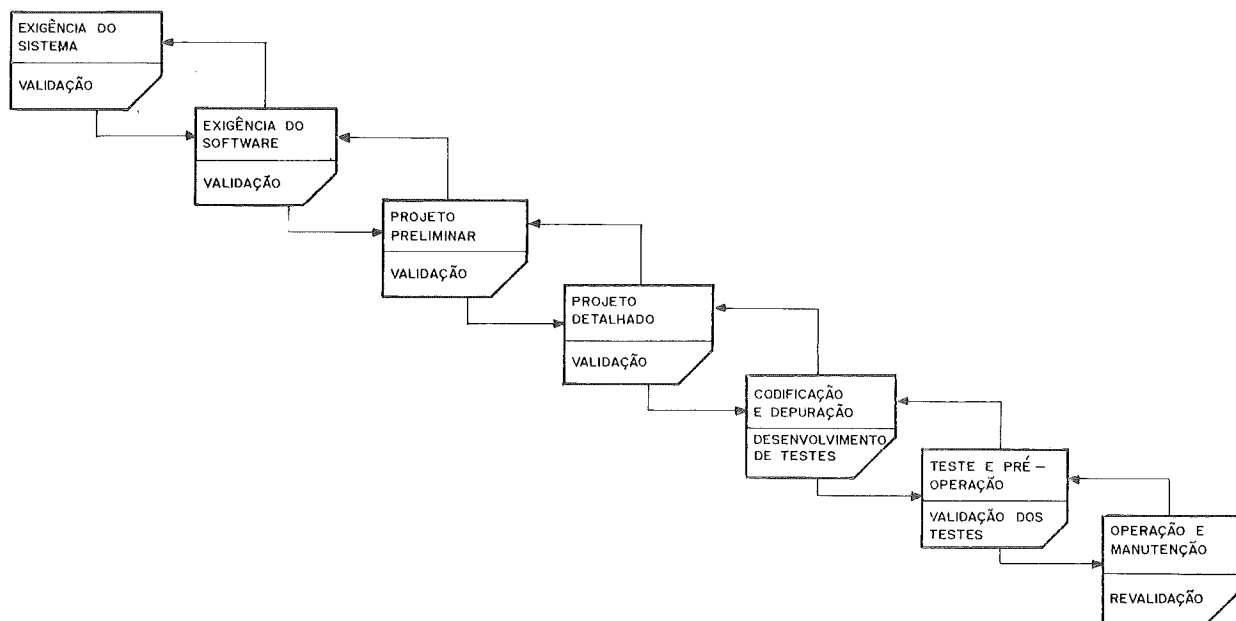 EXIGÊNCIA DO
SISTEMA
VALIDAÇÃO
EXIGÊNCIA DO
SOFTWARE
VALIDAÇÃO
PROJETO
PRELIMINAR
VALIDAÇÃO
PROJETO
DETALHADO
VALIDAÇÃO
CODIFICAÇÃO
E DEPURAÇÃO
DESENVOLVIMENTO
DE TESTES
TESTE E PRÉ-
OPERAÇÃO
VALIDAÇÃO DOS
TESTES
OPERAÇÃO E
MANUTENÇÃO
REVALIDAÇÃO